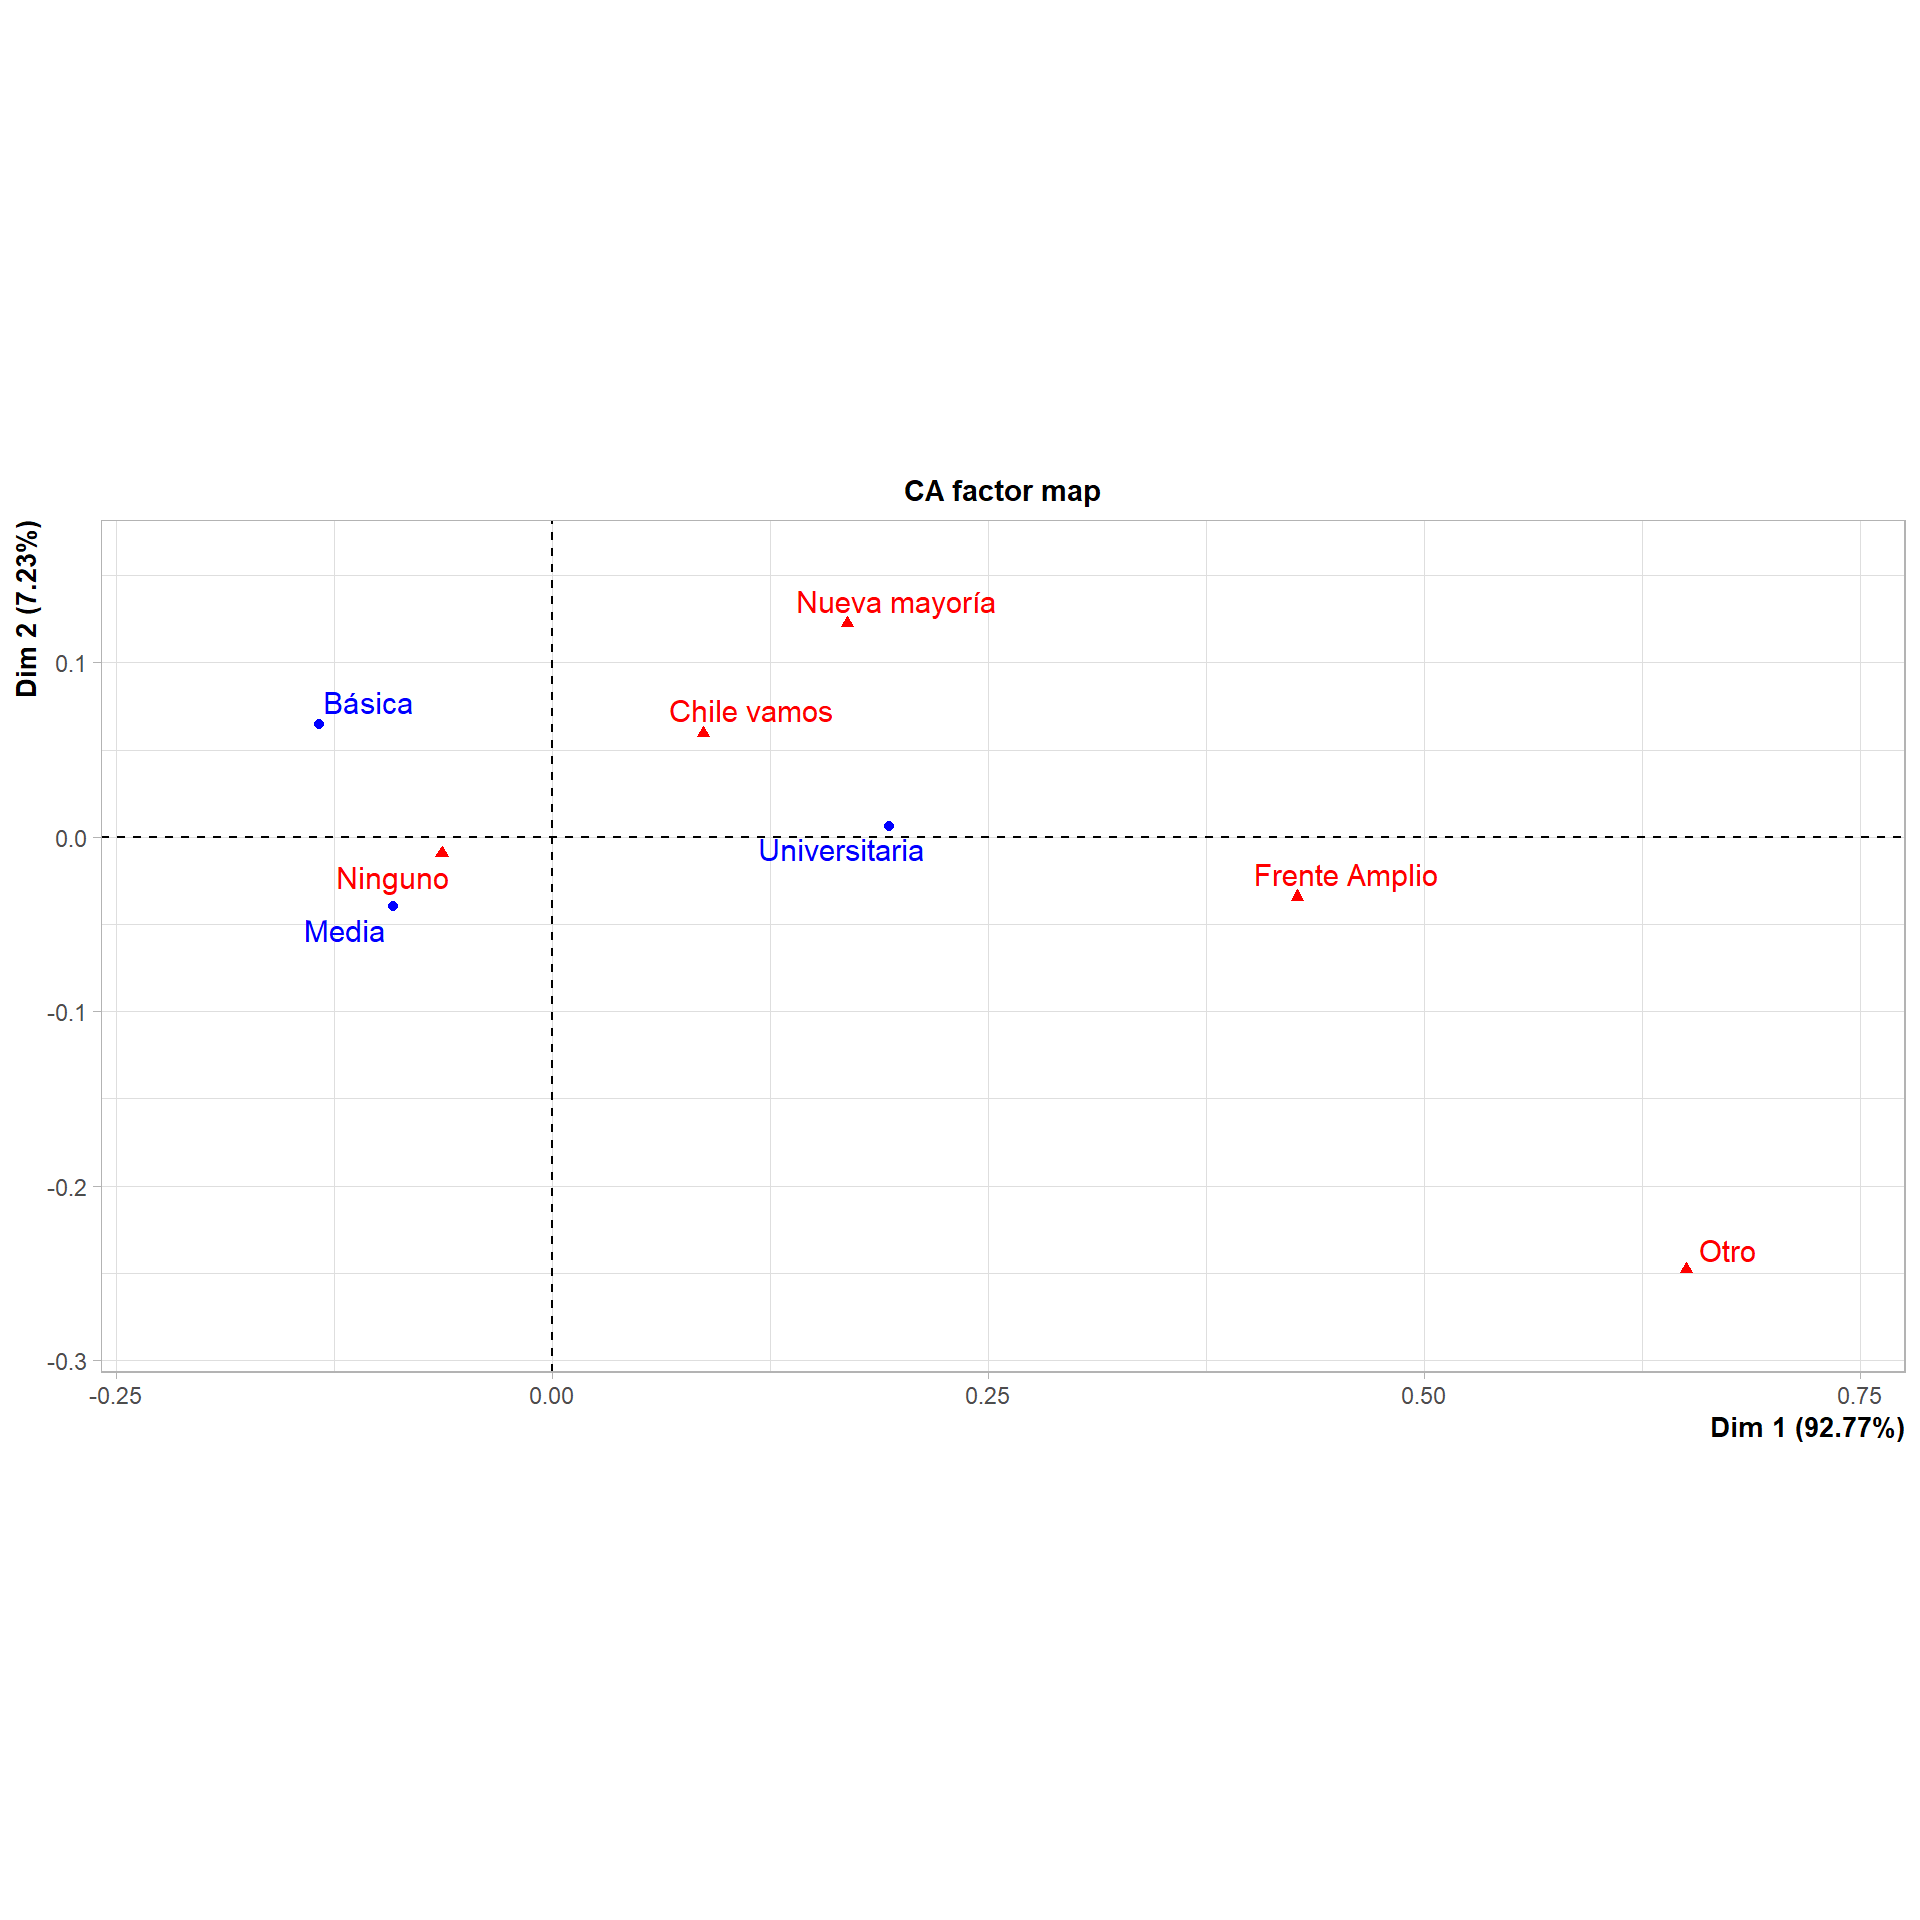 CA factor map
Dim 2 (7.23%)
Nueva mayoría
0.1
Básica
Chile vamos
0.0
Universitaria
Ninguno
Frente Amplio
Media
-0.1
-0.2
Otro
-0.3
-0.25
0.00
0.25
0.50
0.75
Dim 1 (92.77%)